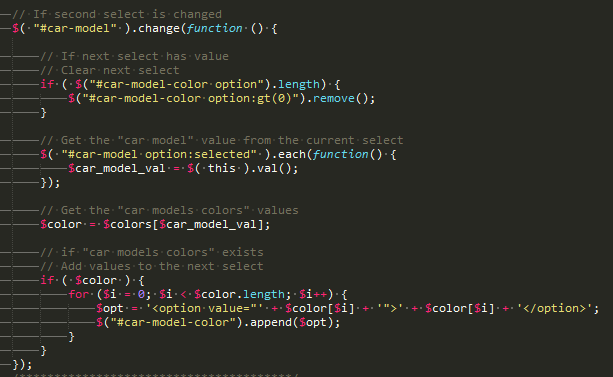 // If second select is changed
$( "#car-model" ).change(function () {
// If next select has value
// Clear next select
if ( $("#car-model-color option").length) {
$("#car-model-color option:gt(0)").remove();
}
// Get the "car model" value from the current select
$( "#car-model option:selected" ).each(function() {
$car_model_val = $( this ).val();
});
// Get the "car models colors" values
$color = $colors[$car_model_val];
// if "car models colors" exists
// Add values to the next select
if ( $color ) {
for ($i = 0; $i < $color.length; $i++) {
$opt = '<option value="' + $color[$i] + '">' + $color[$i] + '</option>';
$("#car-model-color").append($opt);
}
}
});